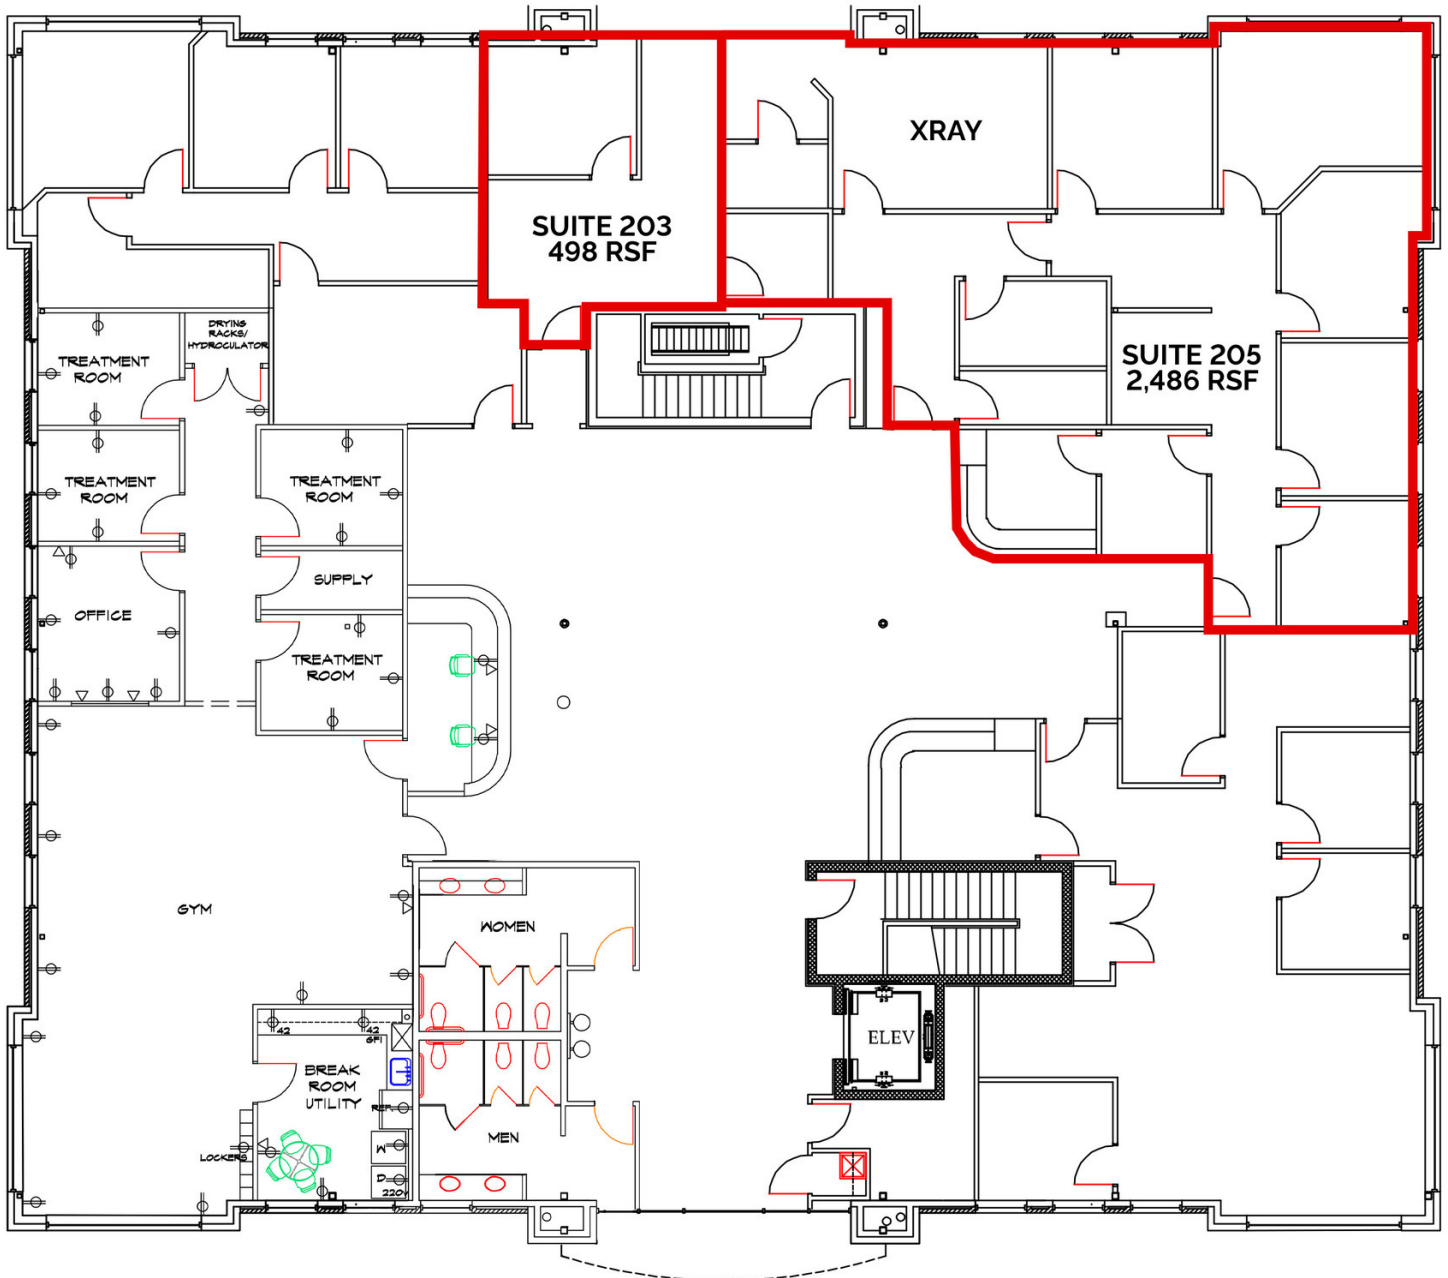 XRAY
SUITE 203
498 RSF
DRYING
RACKS/
HYDROCULATOR
TREATMENT
ROOM
SUITE 205
2,486 RSF
TREATMENT
ROOM
TREATMENT
ROOM
SUPPLY
OFFICE
TREATMENT
ROOM
GYM
WOMEN
42
42
GFI
ELEV
BREAK
ROOM
UTILITY
REF.
MEN
W
LOCKERS
D
220V